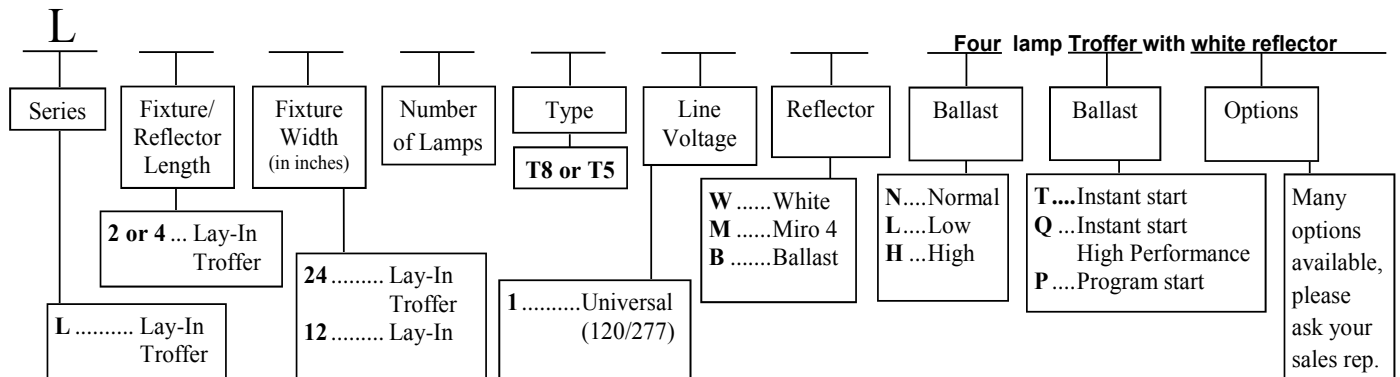 L
Four lamp Troffer with white reflector
Series
Fixture/
Reflector
Length
Fixture
Width
(in inches)
Number
of Lamps
Type
Line
Voltage
Reflector
Ballast
Ballast
Options
T8 or T5
2 or 4 ... Lay-In
Troffer
L .......... Lay-In
Troffer
24 ......... Lay-In
Troffer
12 ......... Lay-In
1 ..........Universal
(120/277)
W ......White
M ......Miro 4
B .......Ballast
N....Normal
L....Low
H ...High
T....Instant start
Q ...Instant start
High Performance
P....Program start
Many
options
available,
please
ask your
sales rep.